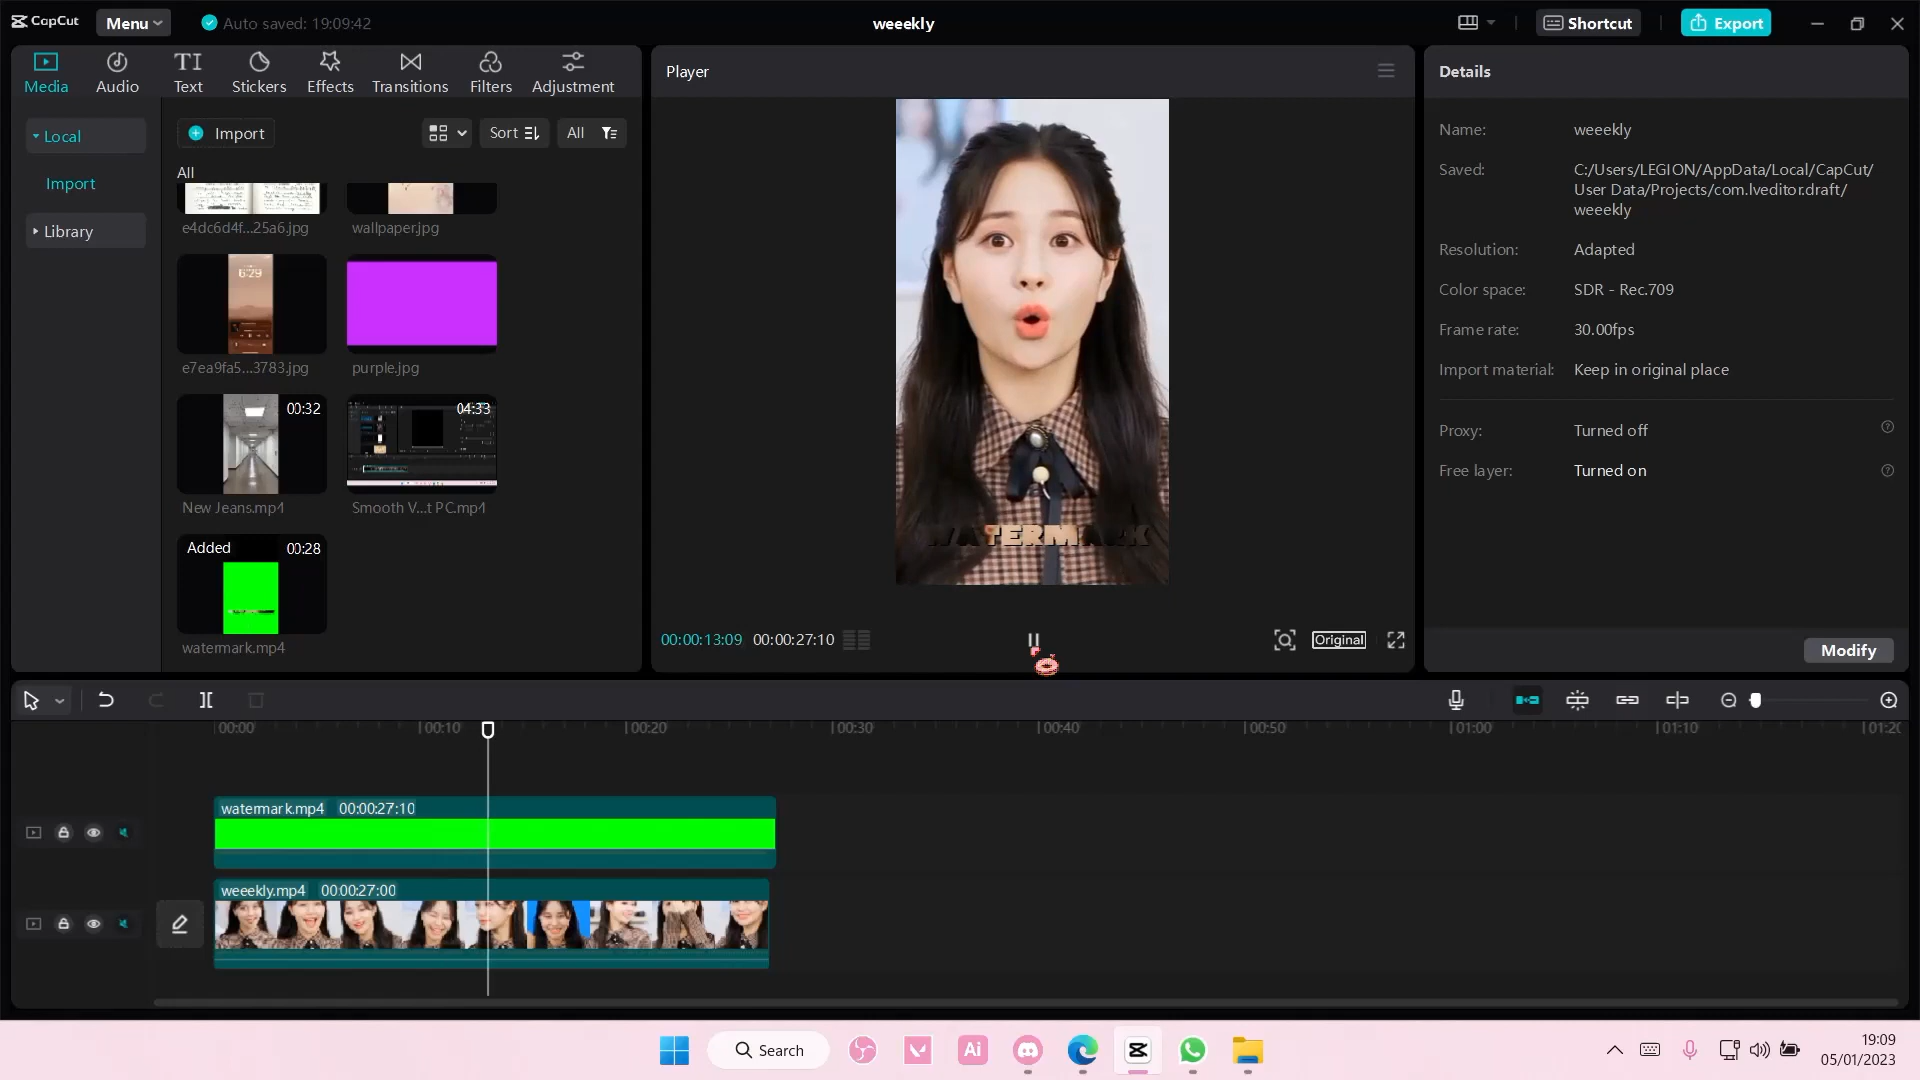 CapCut
Menu
Auto saved: 19:09:42
weeekly
Shortcut
Export
Media
Audio
TI
Text
Stickers
Effects
Transitions
Filters
Adjustment
Player
Details
Local
Import
Library
Import
Sort
All
All
e4dc6d4f...25a6.jpg
wallpaper.jpg
6:29
e7ea9fa5...3783.jpg
purple.jpg
00:32
New Jeans.mp4
04:33
Smooth V...t PC.mp4
Added
00:28
watermark.mp4
WATERMARK
00:00:13:09
00:00:27:10
Original
Name: weeekly
Saved: C:/Users/LEGION/AppData/Local/CapCut/
User Data/Projects/com.lveditor.draft/
weeekly
Resolution: Adapted
Color space: SDR - Rec.709
Frame rate: 30.00fps
Import material: Keep in original place
Proxy: Turned off
Free layer: Turned on
Modify
00:00
00:10
00:20
00:30
00:40
00:50
01:00
01:10
watermark.mp4 00:00:27:10
weeekly.mp4 00:00:27:00
Search
Ai
19:09
05/01/2023